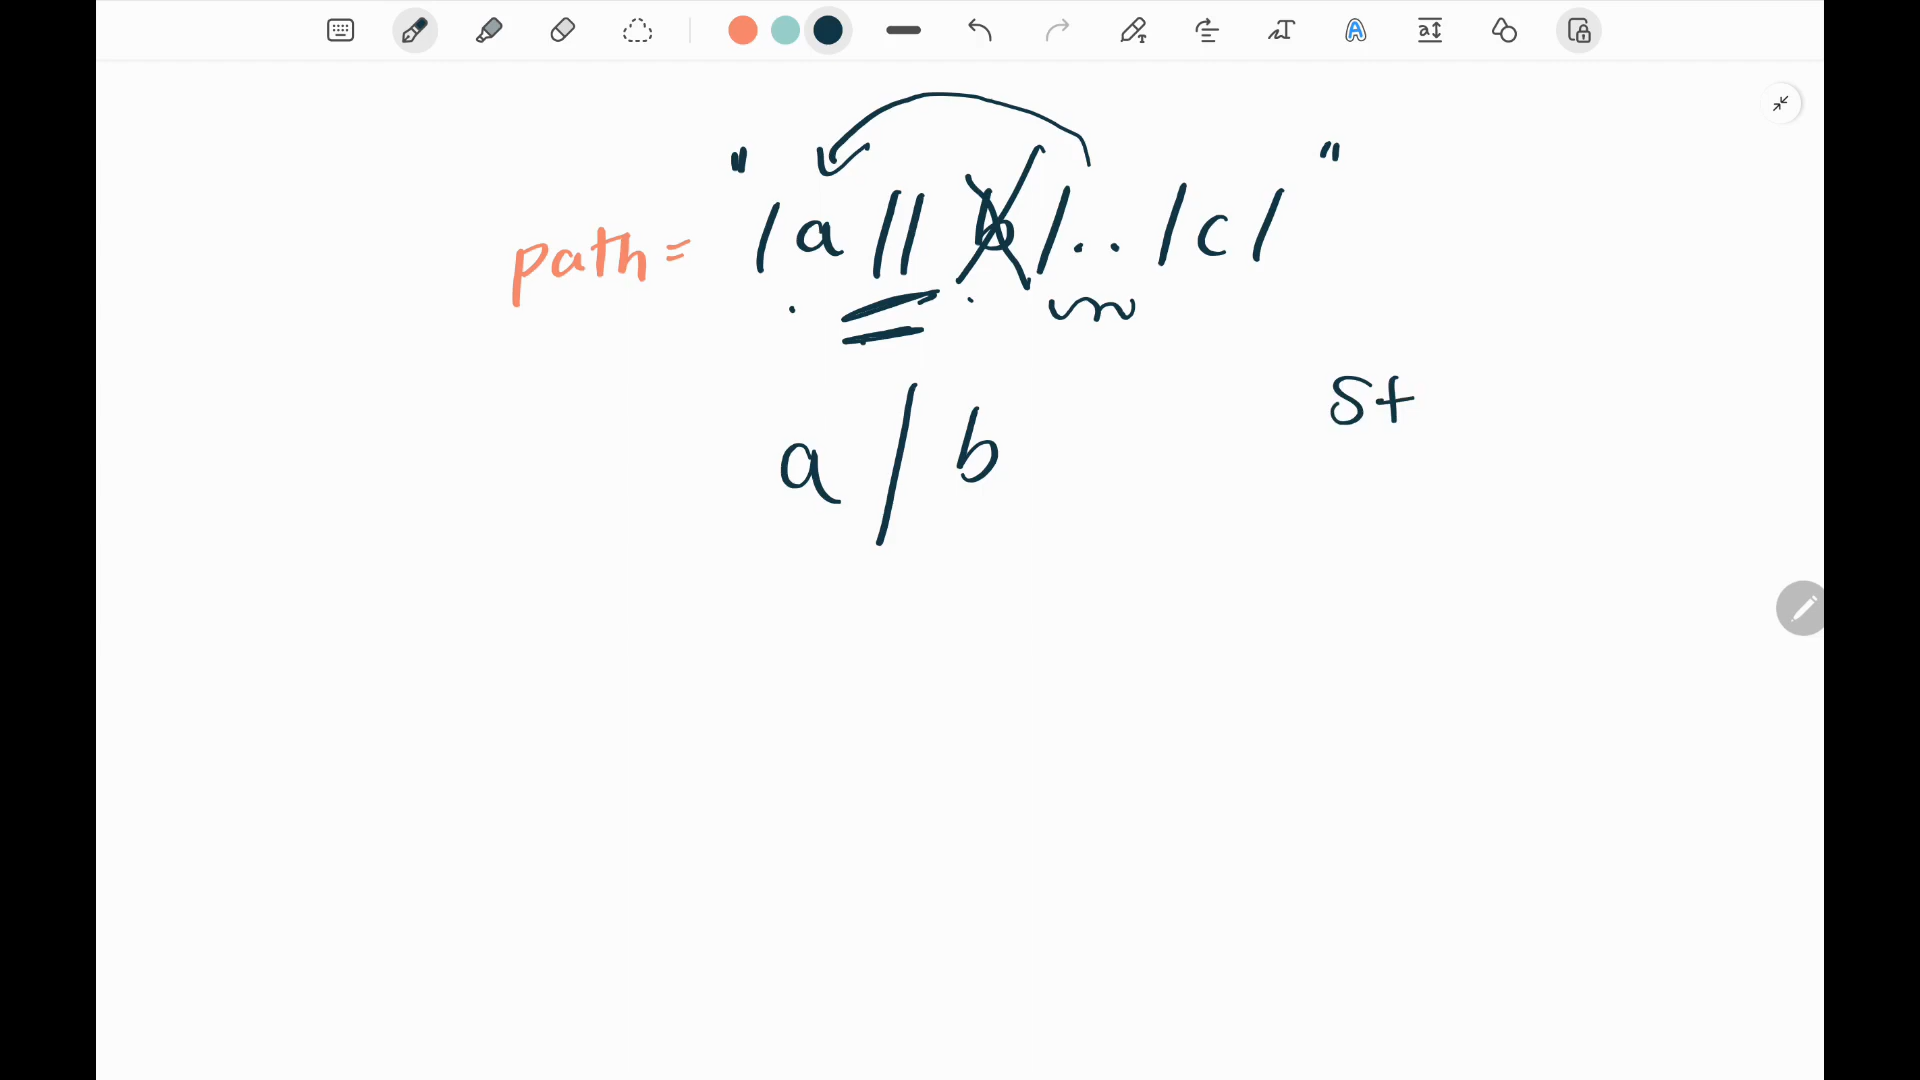 path = "/a//b/../c/"
a/b
st